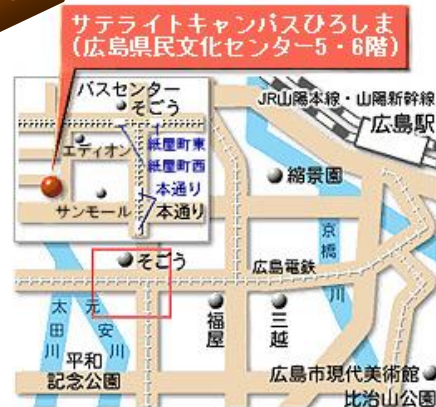 サテライトキャンパスひろしま
(広島県民文化センター5・6階)
バスセンター
そごう
エディオン
紙屋町東
紙屋町西
本通り
サンモール
本通り
JR山陽本線・山陽新幹線
広島駅
縮景園
京橋川
そごう
広島電鉄
太田川
元安川
福屋
三越
平和
記念公園
広島市現代美術館
比治山公園